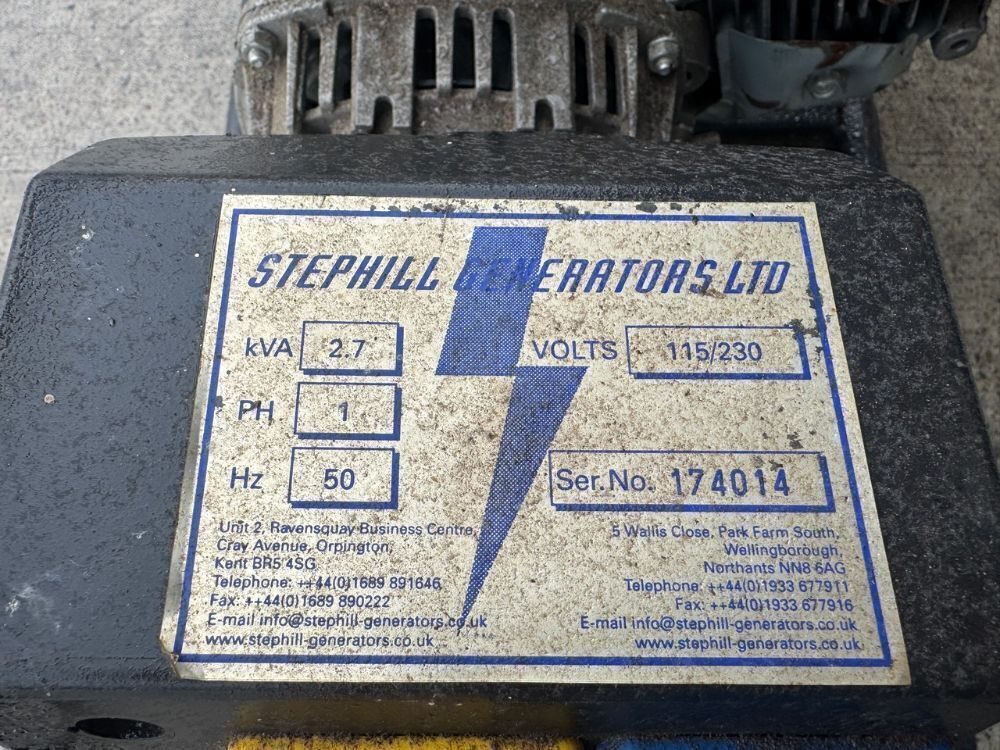 STEPHILL GENERATORS LTD
kVA 2.7
VOLTS 115/230
PH 1
Hz 50
Ser. No. 174014
Unit 2, Ravensquay Business Centre,
Cray Avenue, Orpington,
Kent BR5 4SG
Telephone: ++44(0)1689 891646
Fax: ++44(0)1689 890222
E-mail info@stephill-generators.co.uk
www.stephill-generators.co.uk
5 Wallis Close, Park Farm South,
Wellingborough,
Northants NN8 6AG
Telephone: ++44(0)1933 677911
Fax: ++44(0)1933 677916
E-mail info@stephill-generators.co.uk
www.stephill-generators.co.uk